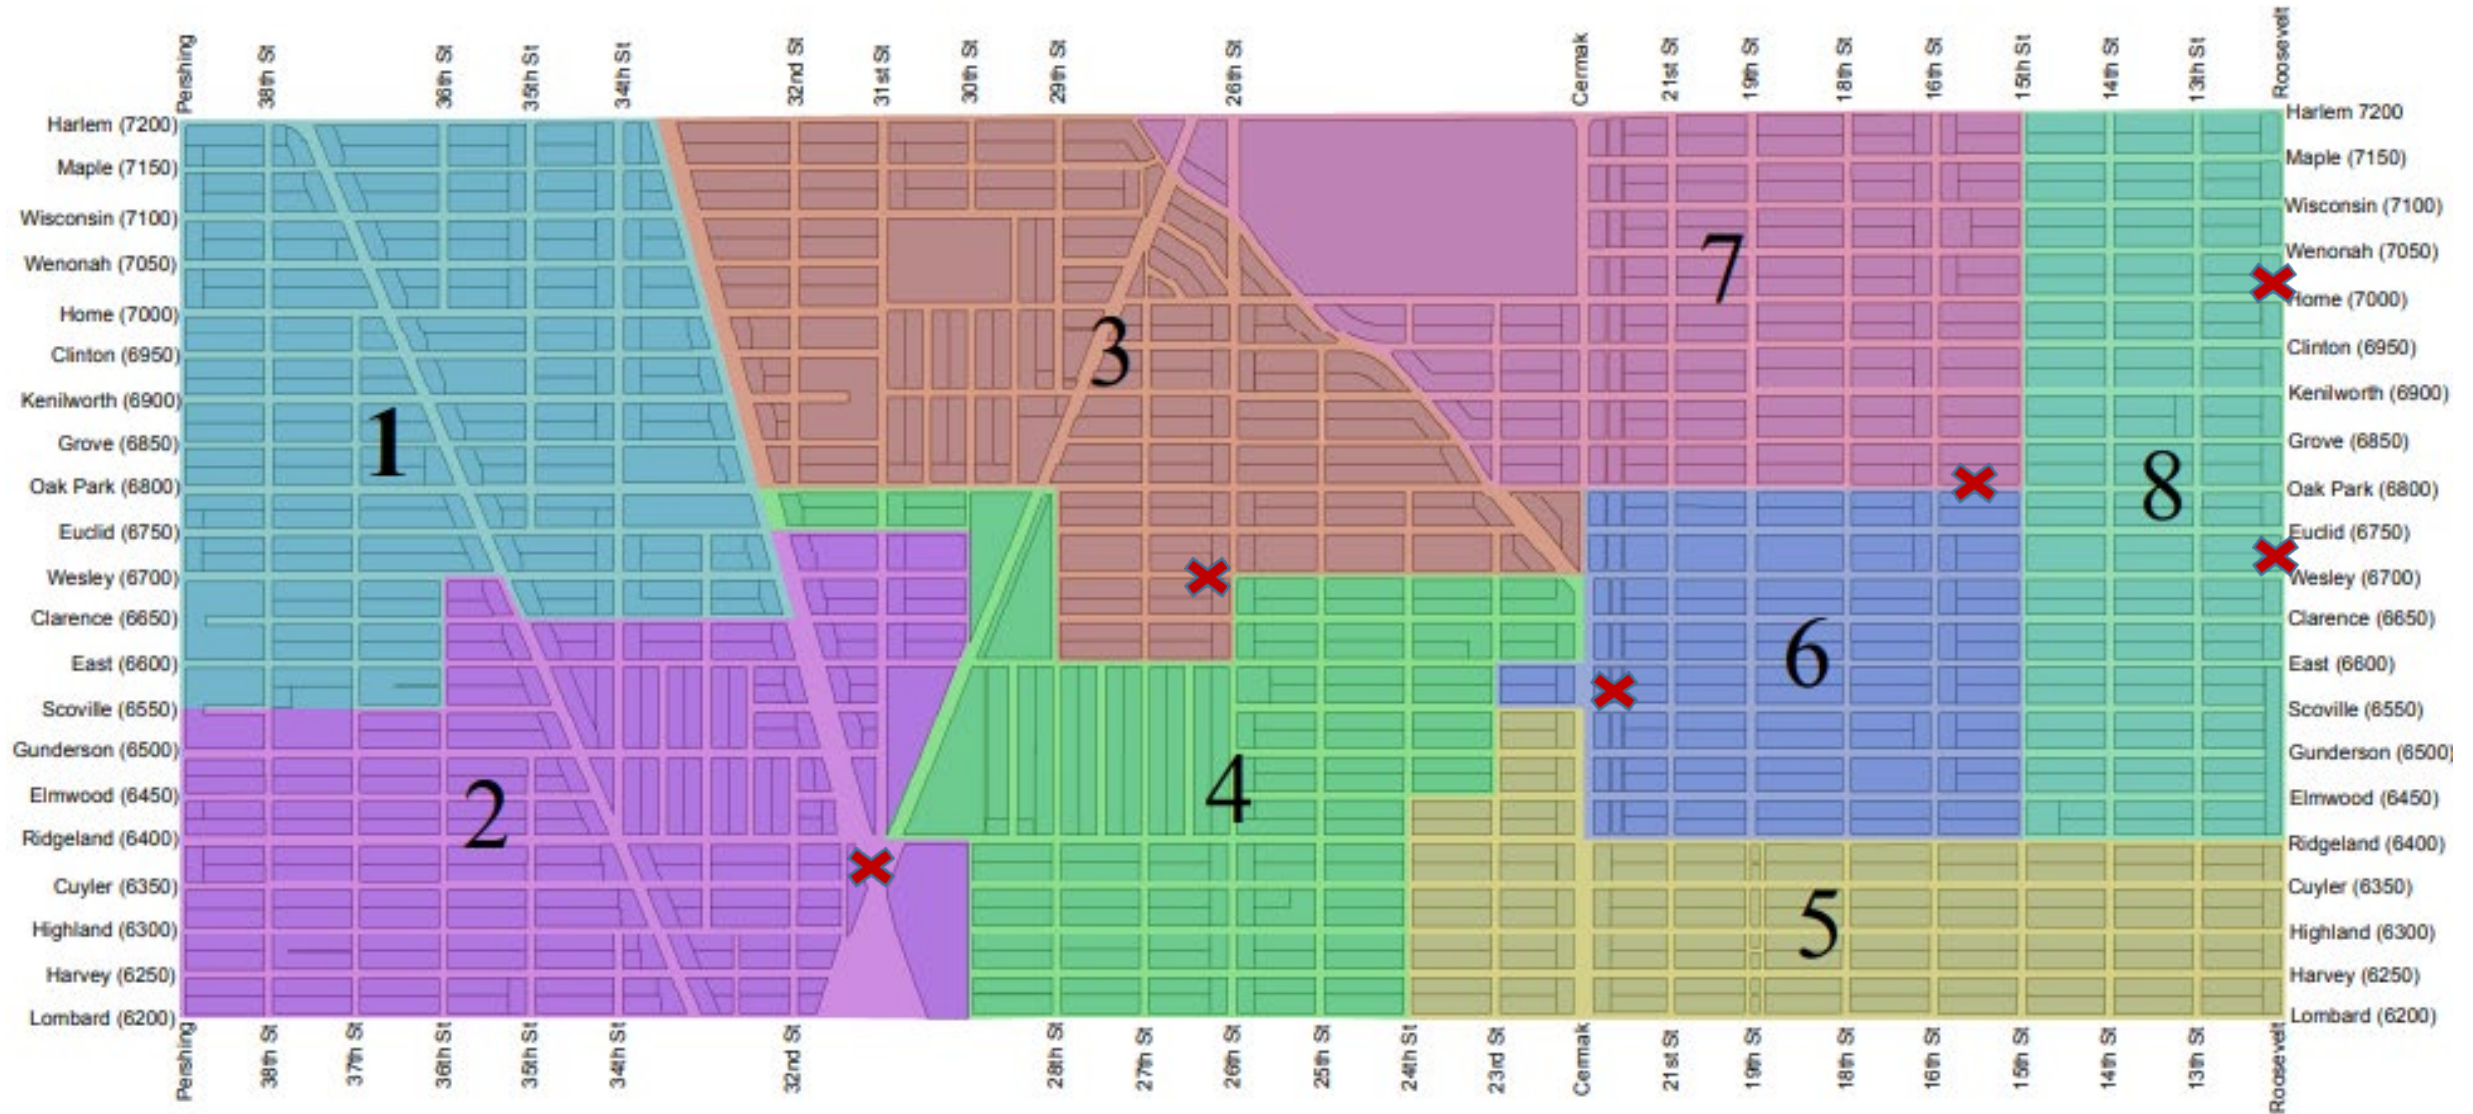 Pershing
38th St
36th St
35th St
34th St
32nd St
31st St
30th St
29th St
26th St
Cermak
21st St
19th St
18th St
16th St
15th St
14th St
13th St
Roosevelt
Harlem (7200)
Maple (7150)
Wisconsin (7100)
Wenonah (7050)
Home (7000)
Clinton (6950)
Kenilworth (6900)
Grove (6850)
Oak Park (6800)
Euclid (6750)
Wesley (6700)
Clarence (6650)
East (6600)
Scoville (6550)
Gunderson (6500)
Elmwood (6450)
Ridgeland (6400)
Cuyler (6350)
Highland (6300)
Harvey (6250)
Lombard (6200)
1
2
3
4
5
6
7
8
Harlem 7200
Maple (7150)
Wisconsin (7100)
Wenonah (7050)
Home (7000)
Clinton (6950)
Kenilworth (6900)
Grove (6850)
Oak Park (6800)
Euclid (6750)
Wesley (6700)
Clarence (6650)
East (6600)
Scoville (6550)
Gunderson (6500)
Elmwood (6450)
Ridgeland (6400)
Cuyler (6350)
Highland (6300)
Harvey (6250)
Lombard (6200)
Pershing
38th St
37th St
36th St
35th St
34th St
32nd St
28th St
27th St
26th St
25th St
24th St
23rd St
Cermak
21st St
19th St
18th St
16th St
15th St
14th St
13th St
Roosevelt